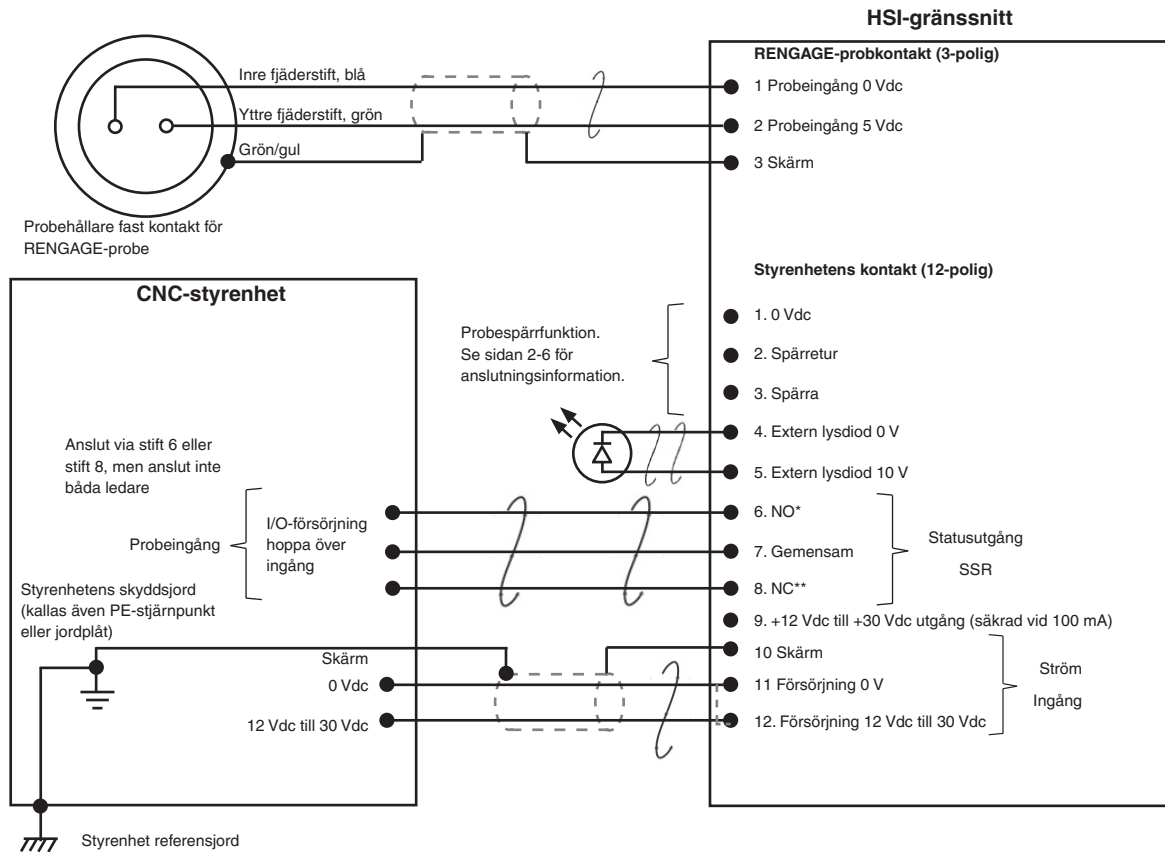 HSI-gränssnitt
RENGAGE-probkontakt (3-polig)
Inre fjäderstift, blå
1 Probeingång 0 Vdc
Yttre fjäderstift, grön
2 Probeingång 5 Vdc
Grön/gul
3 Skärm
Probehållare fast kontakt för
RENGAGE-probe
Styrenhetens kontakt (12-polig)
CNC-styrenhet
1. 0 Vdc
Probespärrfunktion.
Se sidan 2-6 för
anslutningsinformation.
2. Spärretur
3. Spärra
4. Extern lysdiod 0 V
5. Extern lysdiod 10 V
Anslut via stift 6 eller
stift 8, men anslut inte
båda ledare
Probeingång
I/O-försörjning
hoppa över
ingång
6. NO*
7. Gemensam
8. NC**
Statusutgång
SSR
Styrenhetens skyddsjord
(kallas även PE-stjärnpunkt
eller jordplåt)
9. +12 Vdc till +30 Vdc utgång (säkrad vid 100 mA)
Skärm
10 Skärm
0 Vdc
11 Försörjning 0 V
12 Vdc till 30 Vdc
12. Försörjning 12 Vdc till 30 Vdc
Ström
Ingång
Styrenhet referensjord